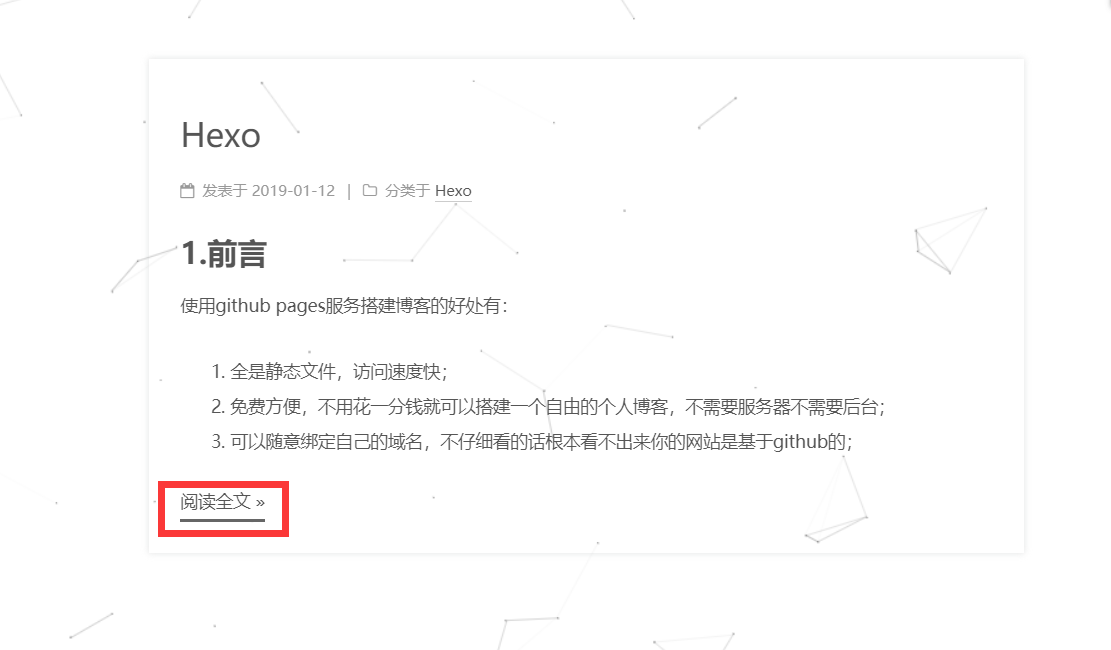 Hexo
发表于 2019-01-12 | 分类于 Hexo
1.前言
使用github pages服务搭建博客的好处有：
1. 全是静态文件，访问速度快；
2. 免费方便，不用花一分钱就可以搭建一个自由的个人博客，不需要服务器不需要后台；
3. 可以随意绑定自己的域名，不仔细看的话根本看不出来你的网站是基于github的；
阅读全文 »